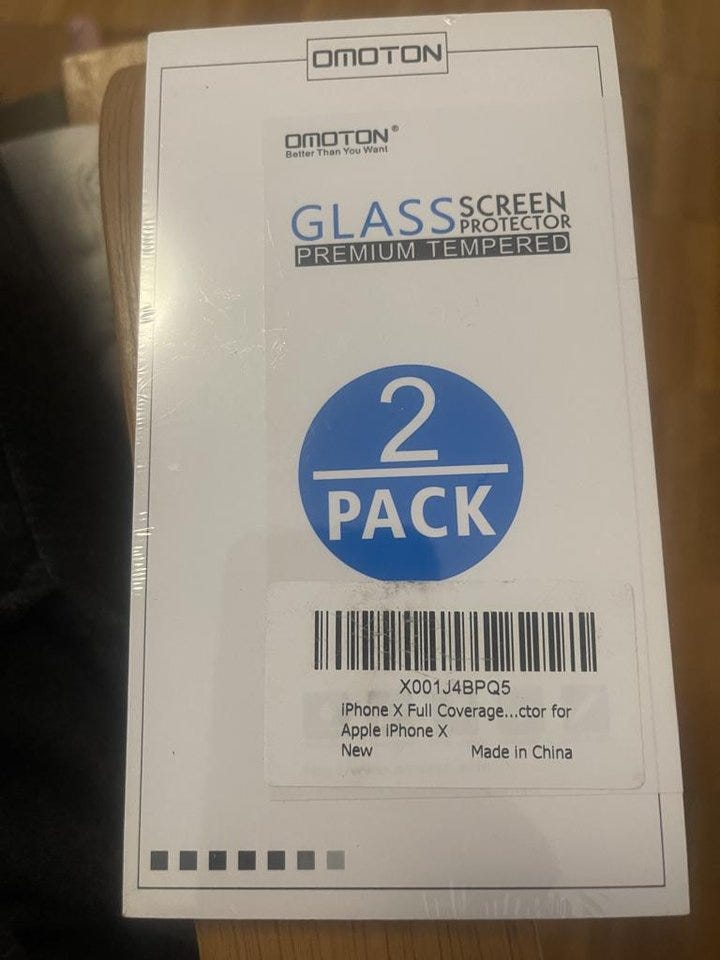 OMOTON
OMOTON®
Better Than You Want
GLASS SCREEN PROTECTOR
PREMIUM TEMPERED
2
PACK
X001J4BPQ5
iPhone X Full Coverage...ctor for
Apple iPhone X
New Made in China